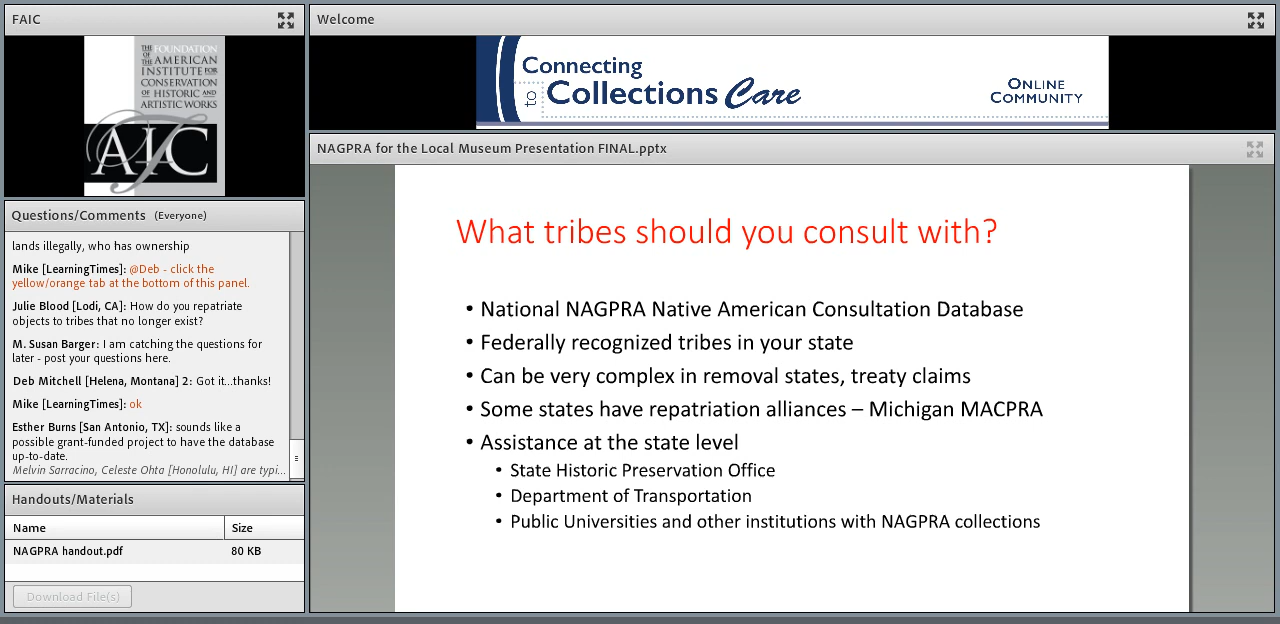 FAIC
THE FOUNDATION
OF THE AMERICAN
INSTITUTE FOR
CONSERVATION
OF HISTORIC AND
ARTISTIC WORKS
FAIC
Questions/Comments (Everyone)
lands illegally, who has ownership
Mike [LearningTimes]: @Deb - click the
yellow/orange tab at the bottom of this panel.
Julie Blood [Lodi, CA]: How do you repatriate
objects to tribes that no longer exist?
M. Susan Barger: I am catching the questions for
later - post your questions here.
Deb Mitchell [Helena, Montana] 2: Got it...thanks!
Mike [LearningTimes]: ok
Esther Burns [San Antonio, TX]: sounds like a
possible grant-funded project to have the database
up-to-date.
Melvin Sarracino, Celeste Ohta [Honolulu, HI] are typi...
Handouts/Materials
Name Size
NAGPRA handout.pdf 80 KB
Download File(s)
Welcome
Connecting
to Collections Care
ONLINE
COMMUNITY
NAGPRA for the Local Museum Presentation FINAL.pptx
What tribes should you consult with?
• National NAGPRA Native American Consultation Database
• Federally recognized tribes in your state
• Can be very complex in removal states, treaty claims
• Some states have repatriation alliances – Michigan MACPRA
• Assistance at the state level
• State Historic Preservation Office
• Department of Transportation
• Public Universities and other institutions with NAGPRA collections